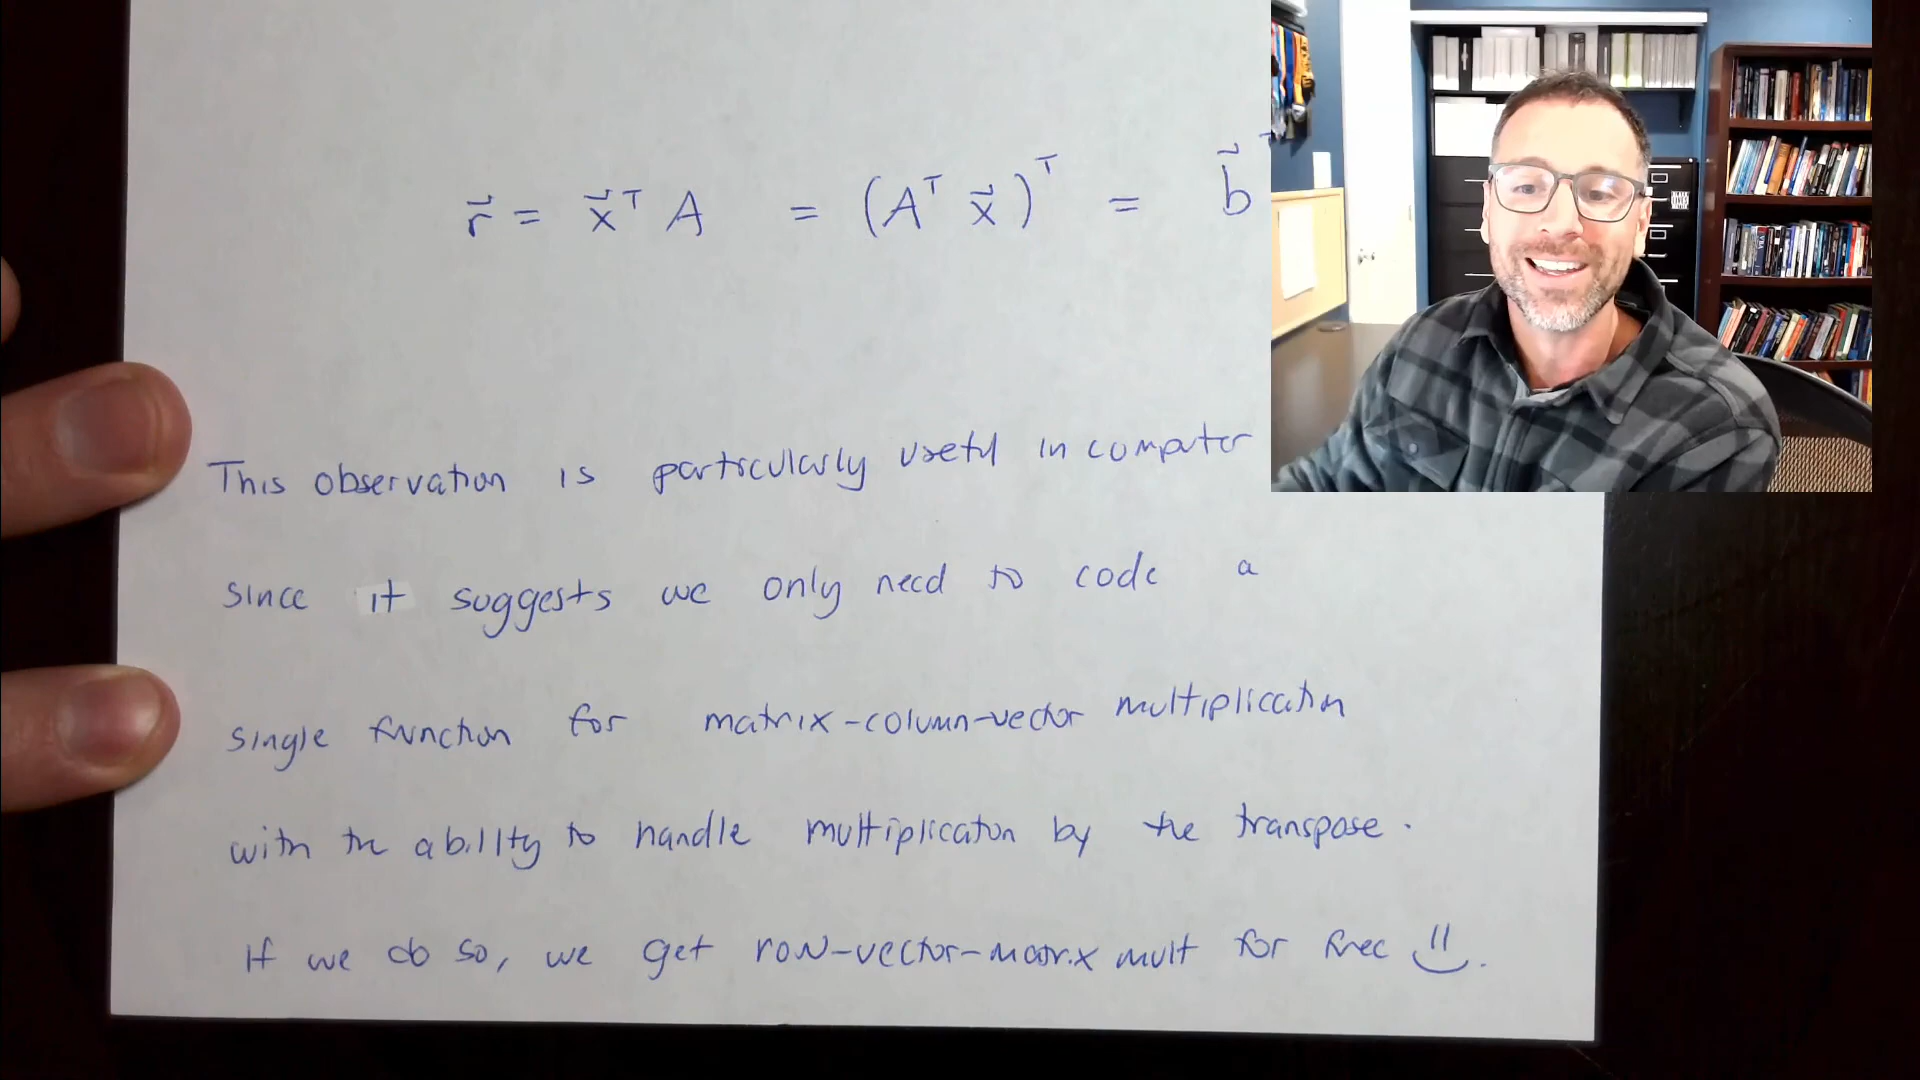 r⃗ = x⃗ᵀ A = (Aᵀ x⃗)ᵀ = b⃗
This observation is particularly useful in computer
since it suggests we only need to code a
single function for matrix-column-vector multiplication
with the ability to handle multiplication by the transpose.
If we do so, we get row-vector-matrix mult for free